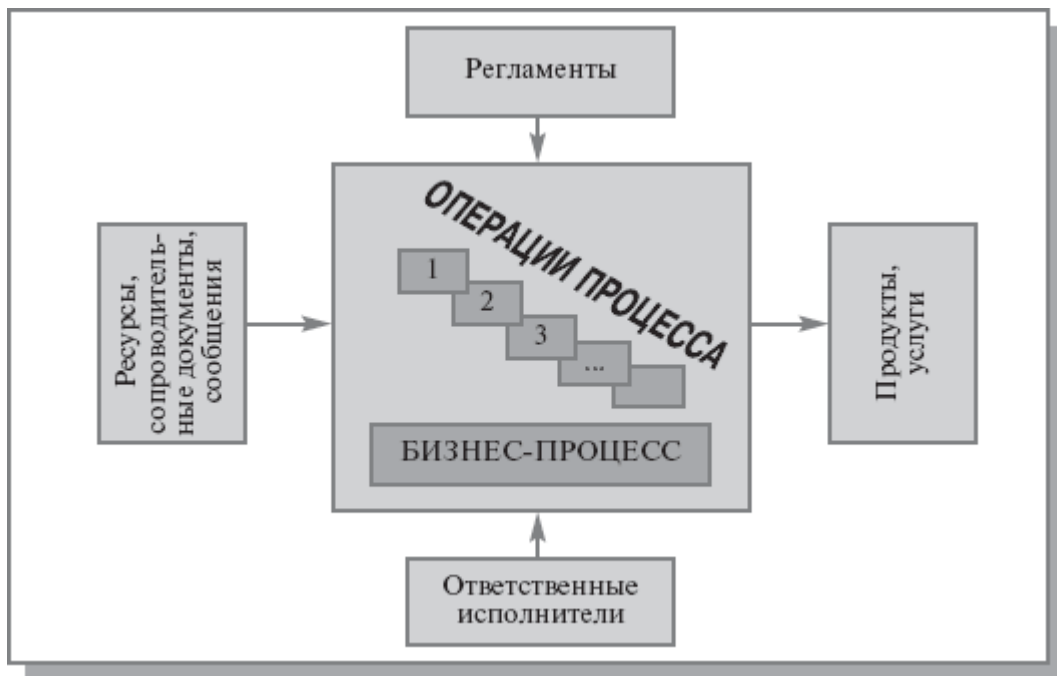 Регламенты
ОПЕРАЦИИ ПРОЦЕССА
1
2
3
...
БИЗНЕС-ПРОЦЕСС
Ресурсы,
сопроводитель-
ные документы,
сообщения
Продукты,
услуги
Ответственные
исполнители